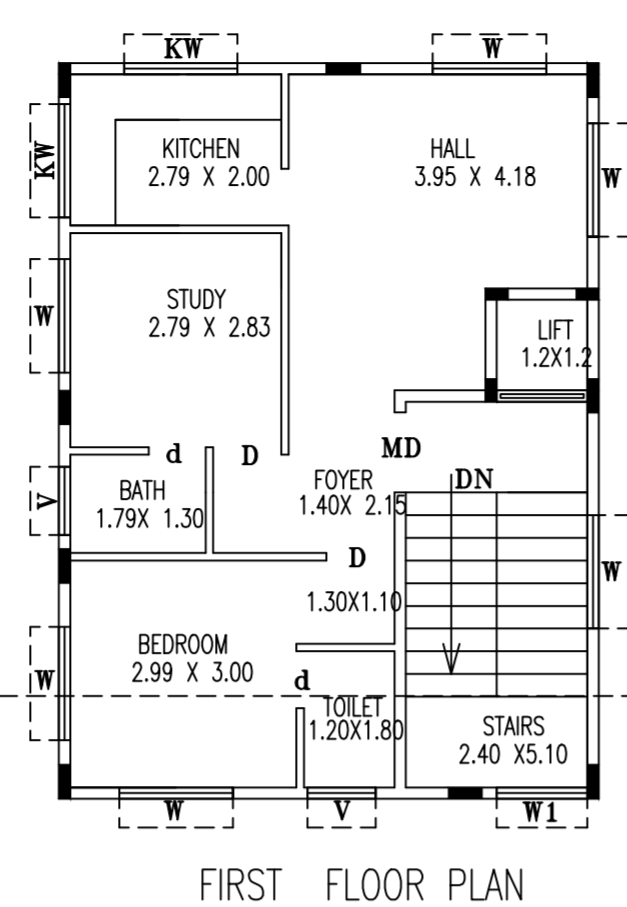 KW
W
KW
KITCHEN
2.79 X 2.00
HALL
3.95 X 4.18
W
W
STUDY
2.79 X 2.83
LIFT
1.2X1.2
d
D
MD
V
BATH
1.79X 1.30
FOYER
1.40X 2.15
DN
D
W
1.30X1.10
BEDROOM
2.99 X 3.00
W
d
TOILET
1.20X1.80
STAIRS
2.40 X5.10
W
V
W1
FIRST FLOOR PLAN